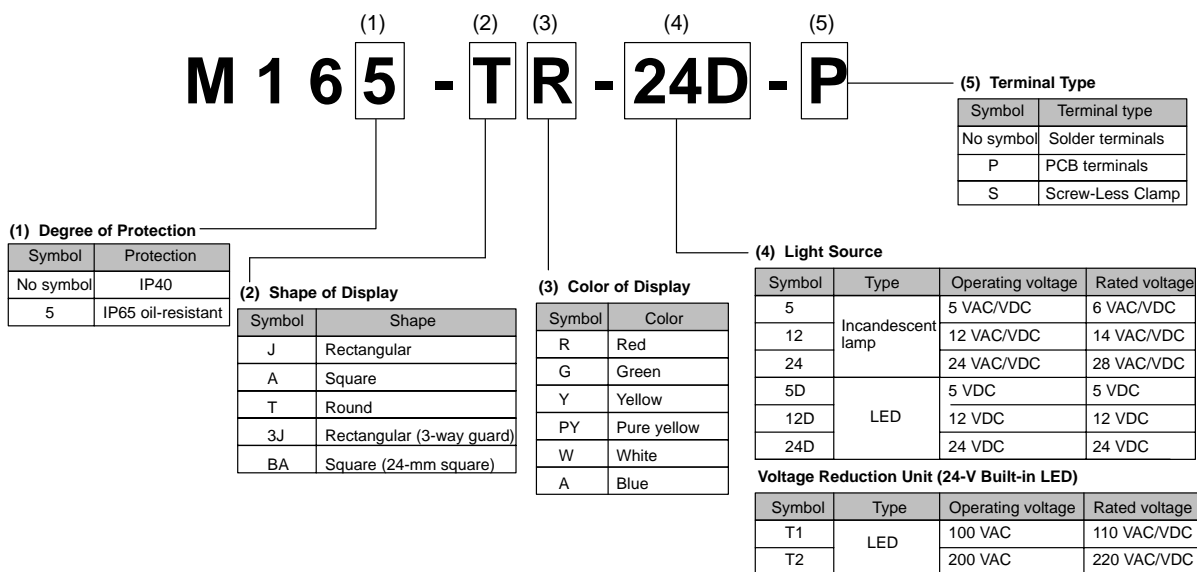 (1) (2) (3) (4) (5)
M 1 6 5 - T R - 24D - P
(5) Terminal Type
Symbol Terminal type
No symbol Solder terminals
P PCB terminals
S Screw-Less Clamp
(1) Degree of Protection
Symbol Protection
No symbol IP40
5 IP65 oil-resistant
(2) Shape of Display
Symbol Shape
J Rectangular
A Square
T Round
3J Rectangular (3-way guard)
BA Square (24-mm square)
(3) Color of Display
Symbol Color
R Red
G Green
Y Yellow
PY Pure yellow
W White
A Blue
(4) Light Source
Symbol Type Operating voltage Rated voltage
5 Incandescent lamp 5 VAC/VDC 6 VAC/VDC
12 12 VAC/VDC 14 VAC/VDC
24 24 VAC/VDC 28 VAC/VDC
5D LED 5 VDC 5 VDC
12D 12 VDC 12 VDC
24D 24 VDC 24 VDC
Voltage Reduction Unit (24-V Built-in LED)
Symbol Type Operating voltage Rated voltage
T1 LED 100 VAC 110 VAC/VDC
T2 200 VAC 220 VAC/VDC